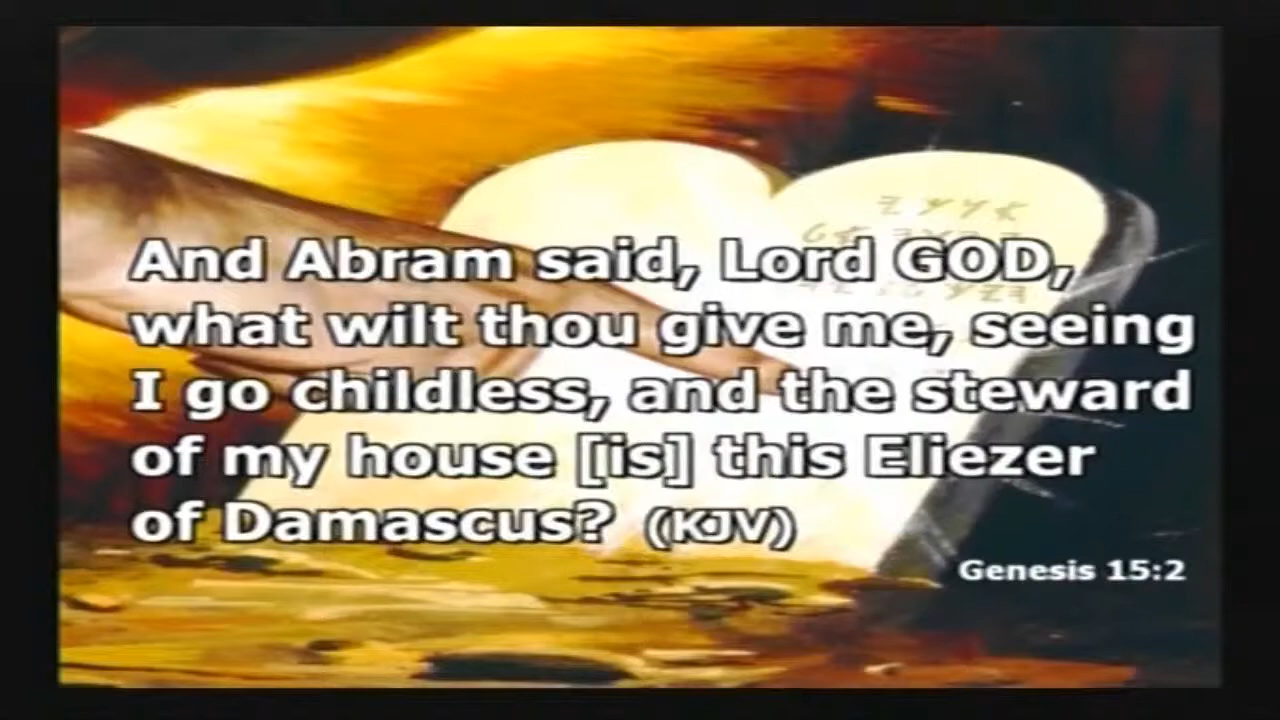 And Abram said, Lord GOD,
what wilt thou give me, seeing
I go childless, and the steward
of my house [is] this Eliezer
of Damascus? (KJV)
Genesis 15:2